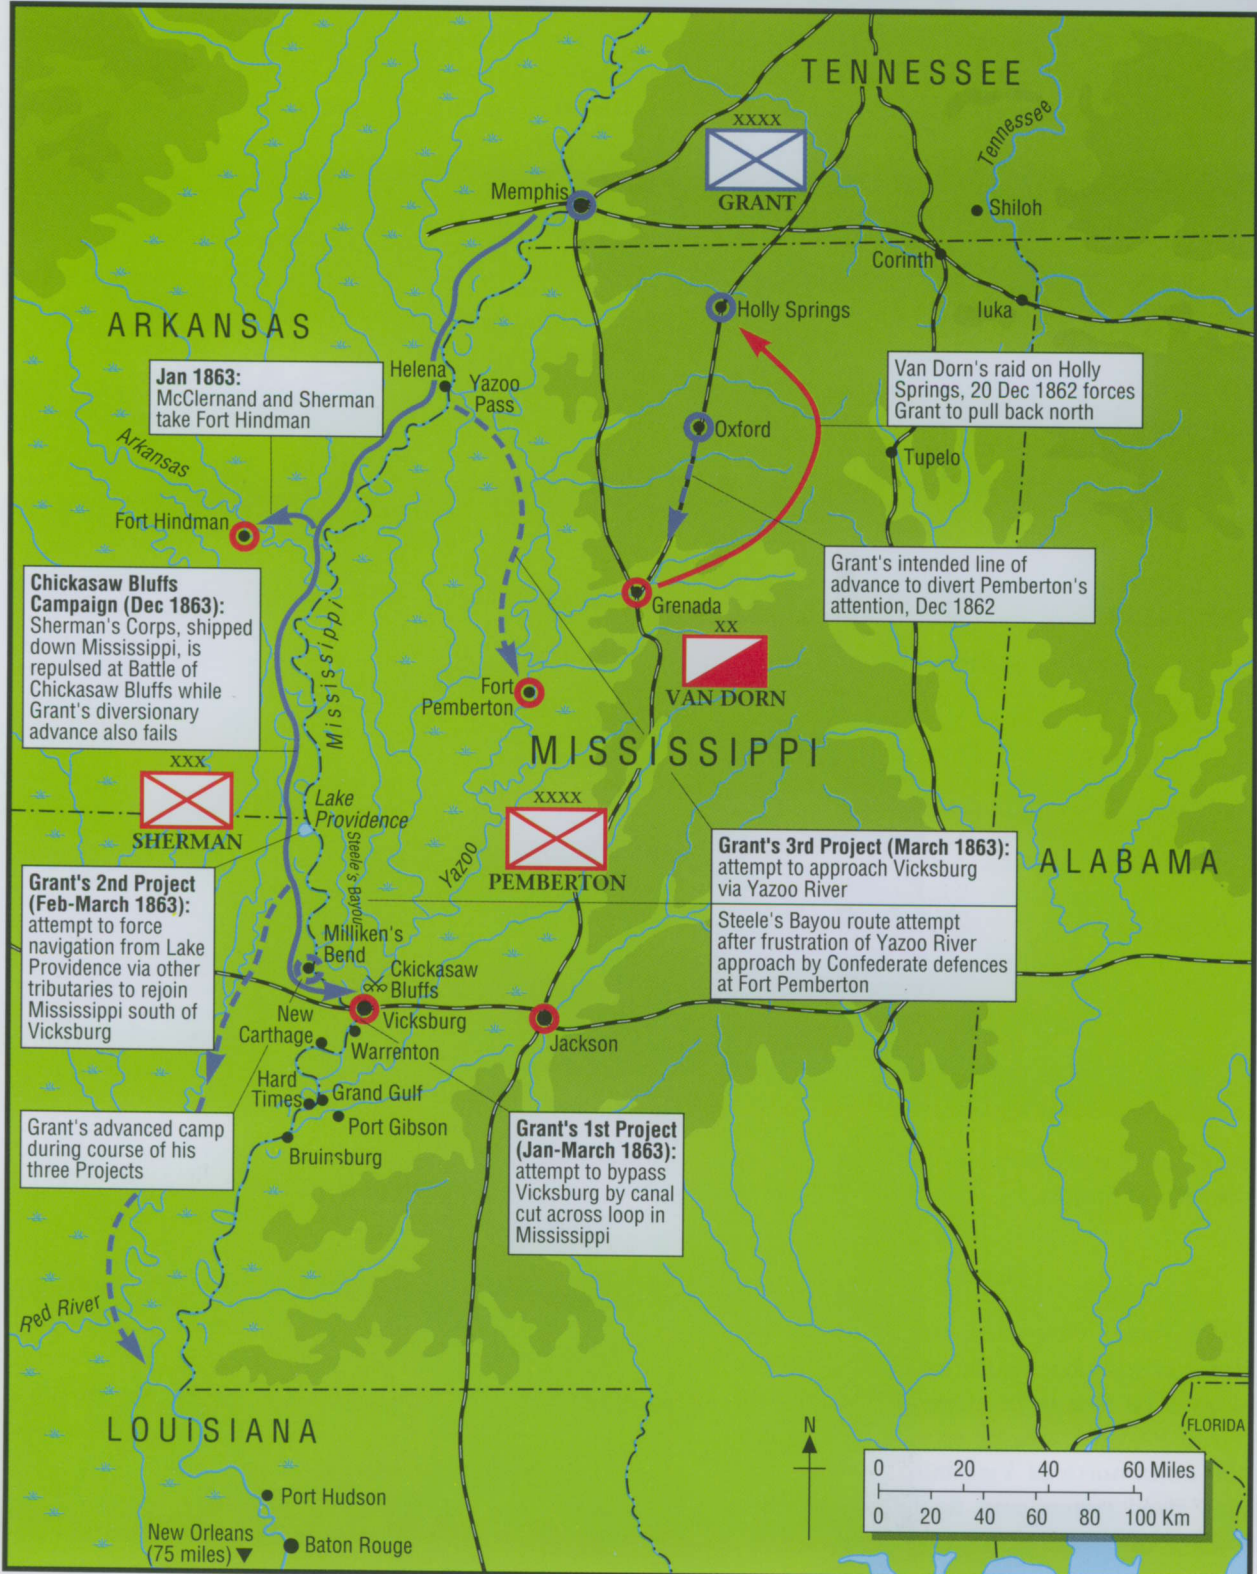 TENNESSEE
Tennessee
XXXX
GRANT
Memphis
Shiloh
Corinth
Iuka
Holly Springs
ARKANSAS
Jan 1863:
McClernand and Sherman
take Fort Hindman
Helena
Yazoo
Pass
Van Dorn's raid on Holly
Springs, 20 Dec 1862 forces
Grant to pull back north
Oxford
Tupelo
Arkansas
Fort Hindman
Grant's intended line of
advance to divert Pemberton's
attention, Dec 1862
Chickasaw Bluffs
Campaign (Dec 1863):
Sherman's Corps, shipped
down Mississippi, is
repulsed at Battle of
Chickasaw Bluffs while
Grant's diversionary
advance also fails
Mississippi
Grenada
XX
VAN DORN
Fort
Pemberton
MISSISSIPPI
XXX
SHERMAN
Lake
Providence
Steele's Bayou
Yazoo
XXXX
PEMBERTON
Grant's 3rd Project (March 1863):
attempt to approach Vicksburg
via Yazoo River
Steele's Bayou route attempt
after frustration of Yazoo River
approach by Confederate defences
at Fort Pemberton
ALABAMA
Grant's 2nd Project
(Feb-March 1863):
attempt to force
navigation from Lake
Providence via other
tributaries to rejoin
Mississippi south of
Vicksburg
Milliken's
Bend
Ckickasaw
Bluffs
Vicksburg
New
Carthage
Warrenton
Jackson
Hard
Times
Grand Gulf
Port Gibson
Bruinsburg
Grant's advanced camp
during course of his
three Projects
Grant's 1st Project
(Jan-March 1863):
attempt to bypass
Vicksburg by canal
cut across loop in
Mississippi
Red River
LOUISIANA
N
FLORIDA
0 20 40 60 Miles
0 20 40 60 80 100 Km
Port Hudson
New Orleans
(75 miles)
Baton Rouge